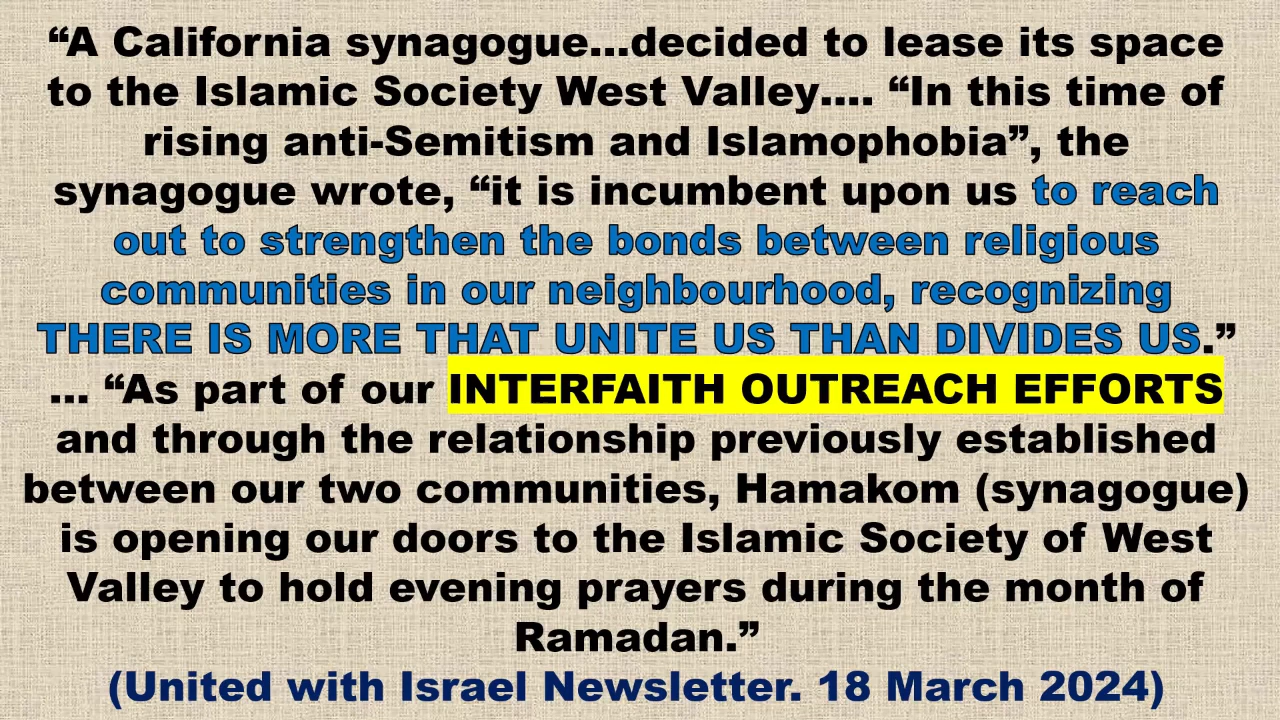 “A California synagogue…decided to lease its space
to the Islamic Society West Valley…. “In this time of
rising anti-Semitism and Islamophobia”, the
synagogue wrote, “it is incumbent upon us to reach
out to strengthen the bonds between religious
communities in our neighbourhood, recognizing
THERE IS MORE THAT UNITE US THAN DIVIDES US.”
… “As part of our INTERFAITH OUTREACH EFFORTS
and through the relationship previously established
between our two communities, Hamakom (synagogue)
is opening our doors to the Islamic Society of West
Valley to hold evening prayers during the month of
Ramadan.”
(United with Israel Newsletter. 18 March 2024)